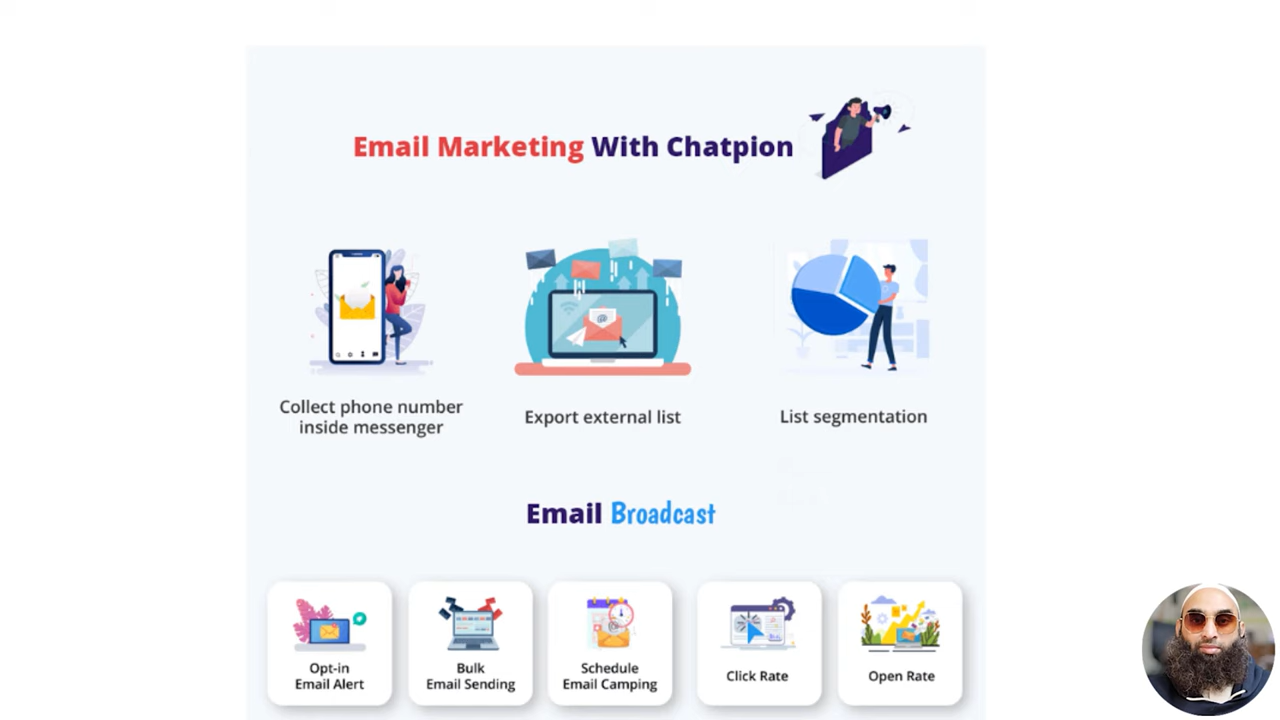 Email Marketing With Chatpion
Collect phone number
inside messenger
Export external list
List segmentation
Email Broadcast
Opt-in
Email Alert
Bulk
Email Sending
Schedule
Email Camping
Click Rate
Open Rate